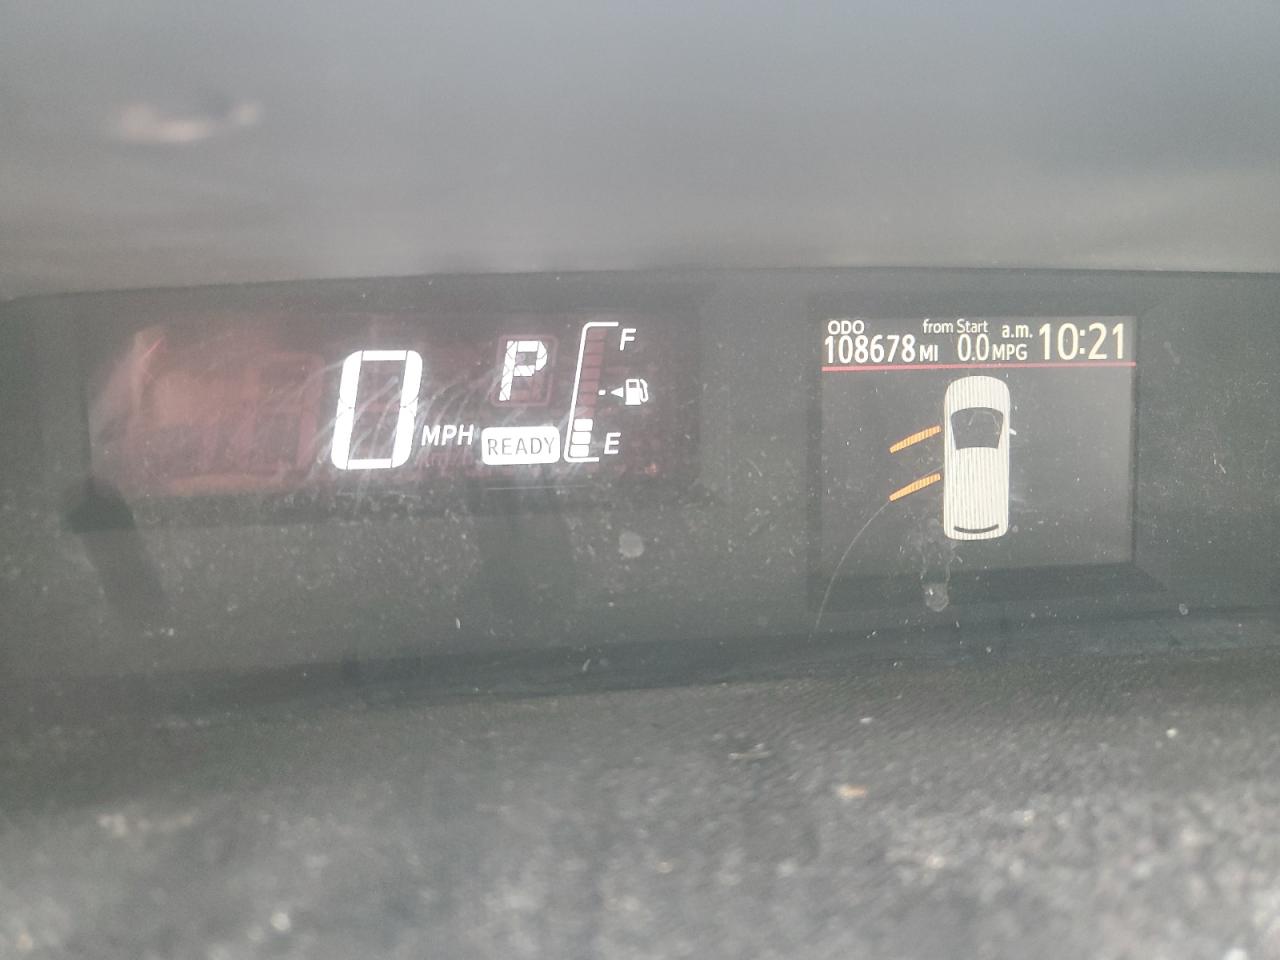 0 MPH
P
READY
F
E
ODO from Start a.m. 10:21
108678 MI 0.0 MPG